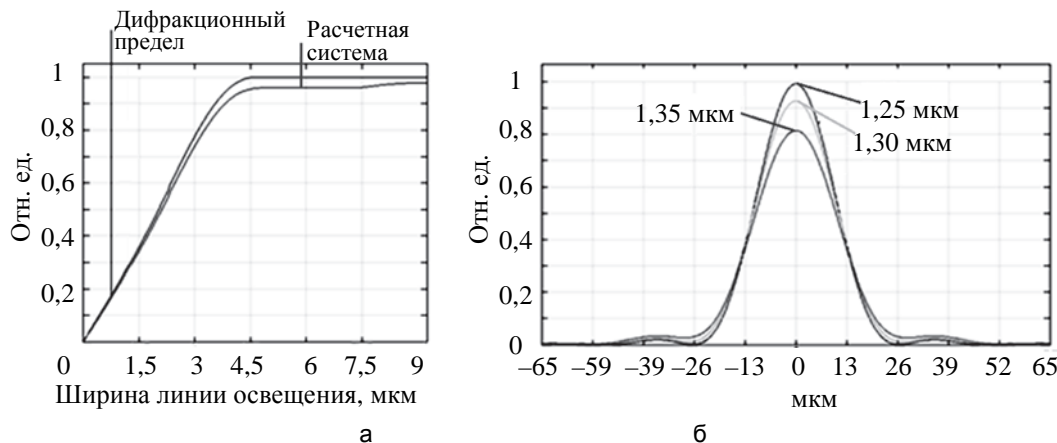 Дифракционный
предел
Расчетная
система
Отн. ед.
1
0,8
0,6
0,4
0,2
0 1,5 3 4,5 6 7,5 9
Ширина линии освещения, мкм
а
Отн. ед.
1
0,8
0,6
0,4
0,2
0
1,35 мкм
1,25 мкм
1,30 мкм
–65 –59 –39 –26 –13 0 13 26 39 52 65
мкм
б